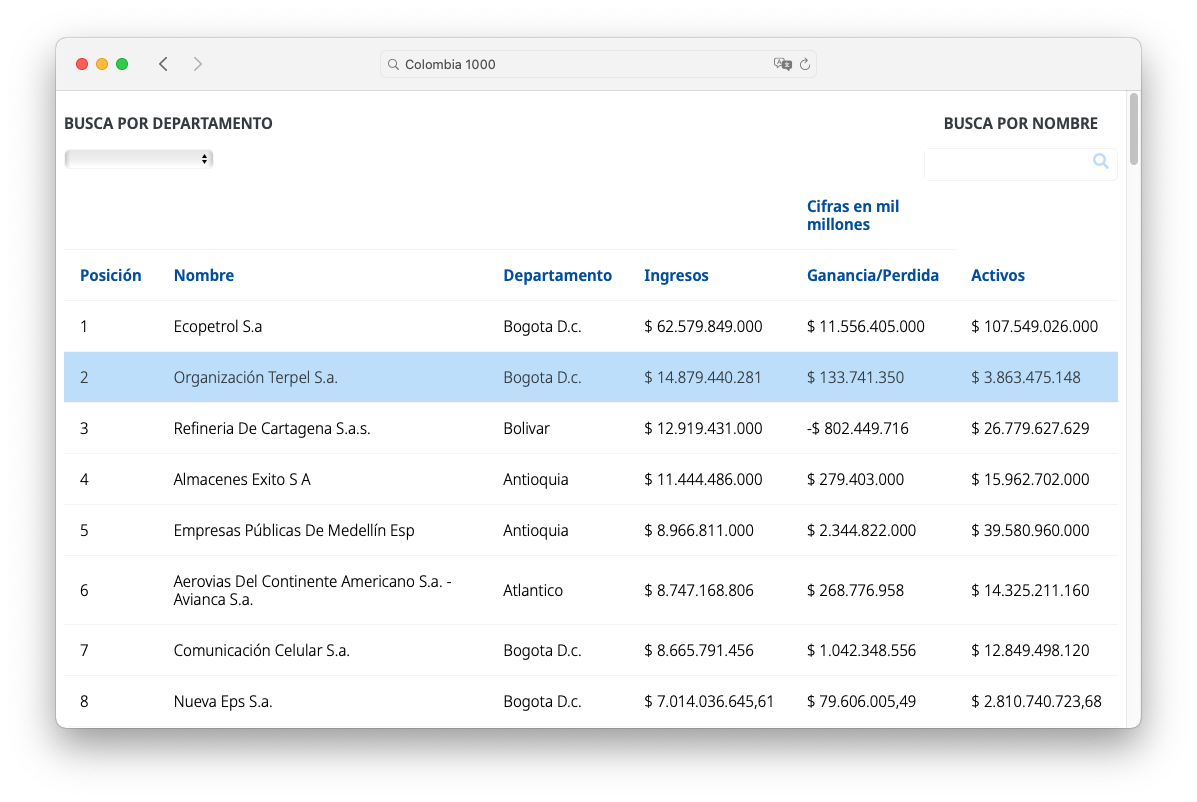 Colombia 1000
BUSCA POR DEPARTAMENTO
BUSCA POR NOMBRE
Cifras en mil
millones
Posición Nombre Departamento Ingresos Ganancia/Perdida Activos
1 Ecopetrol S.a Bogota D.c. $ 62.579.849.000 $ 11.556.405.000 $ 107.549.026.000
2 Organización Terpel S.a. Bogota D.c. $ 14.879.440.281 $ 133.741.350 $ 3.863.475.148
3 Refineria De Cartagena S.a.s. Bolivar $ 12.919.431.000 -$ 802.449.716 $ 26.779.627.629
4 Almacenes Exito S A Antioquia $ 11.444.486.000 $ 279.403.000 $ 15.962.702.000
5 Empresas Públicas De Medellín Esp Antioquia $ 8.966.811.000 $ 2.344.822.000 $ 39.580.960.000
6 Aerovias Del Continente Americano S.a. -
Avianca S.a. Atlantico $ 8.747.168.806 $ 268.776.958 $ 14.325.211.160
7 Comunicación Celular S.a. Bogota D.c. $ 8.665.791.456 $ 1.042.348.556 $ 12.849.498.120
8 Nueva Eps S.a. Bogota D.c. $ 7.014.036.645,61 $ 79.606.005,49 $ 2.810.740.723,68